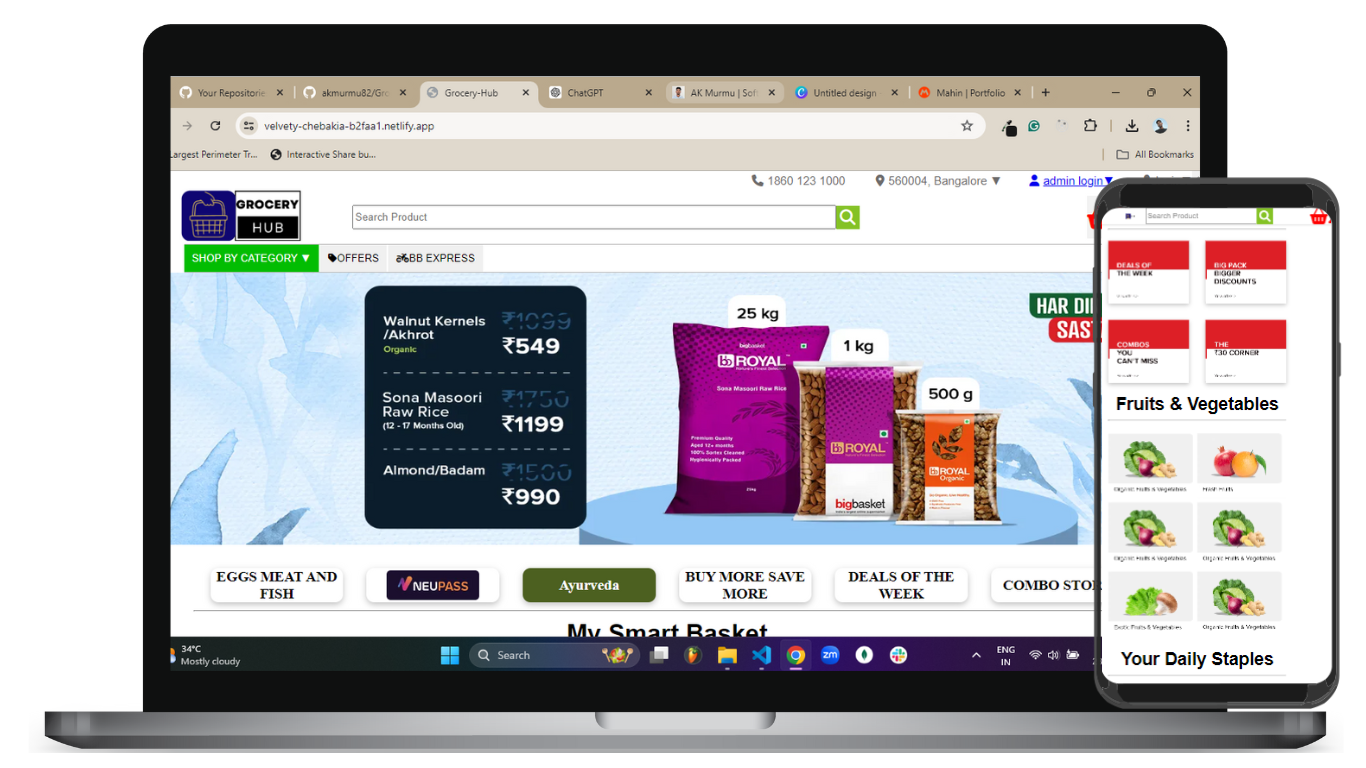 Your Repositorie
akmurmu82/Gro
Grocery-Hub
ChatGPT
AK Murmu | Sof
Untitled design
Mahin | Portfolio
velvety-chebakia-b2faa1.netlify.app
Largest Perimeter Tr...
Interactive Share bu...
All Bookmarks
1860 123 1000
560004, Bangalore ▼
admin login▼
GROCERY
HUB
Search Product
SHOP BY CATEGORY ▼
OFFERS
BB EXPRESS
Walnut Kernels
/Akhrot
Organic
₹1099
₹549
Sona Masoori
Raw Rice
(12 - 17 Months Old)
₹1750
₹1199
Almond/Badam
₹1500
₹990
25 kg
1 kg
500 g
bigbasket
bb ROYAL
Sona Masoori Raw Rice
Premium Quality
Aged 12+ months
100% Sortex Cleaned
Hygienically Packed
bb ROYAL
bigbasket
bb ROYAL
Organic
HAR DI
SAS
EGGS MEAT AND
FISH
NEUPASS
Ayurveda
BUY MORE SAVE
MORE
DEALS OF THE
WEEK
COMBO STOR
My Smart Basket
34°C
Mostly cloudy
Search
zm
ENG
IN
Search Product
DEALS OF
THE WEEK
BIG PACK
BIGGER
DISCOUNTS
COMBOS
YOU
CAN'T MISS
THE
₹30 CORNER
Fruits & Vegetables
Organic Fruits & Vegetables
Fresh Fruits
Organic Fruits & Vegetables
Organic Fruits & Vegetables
Exotic Fruits & Vegetables
Organic Fruits & Vegetables
Your Daily Staples